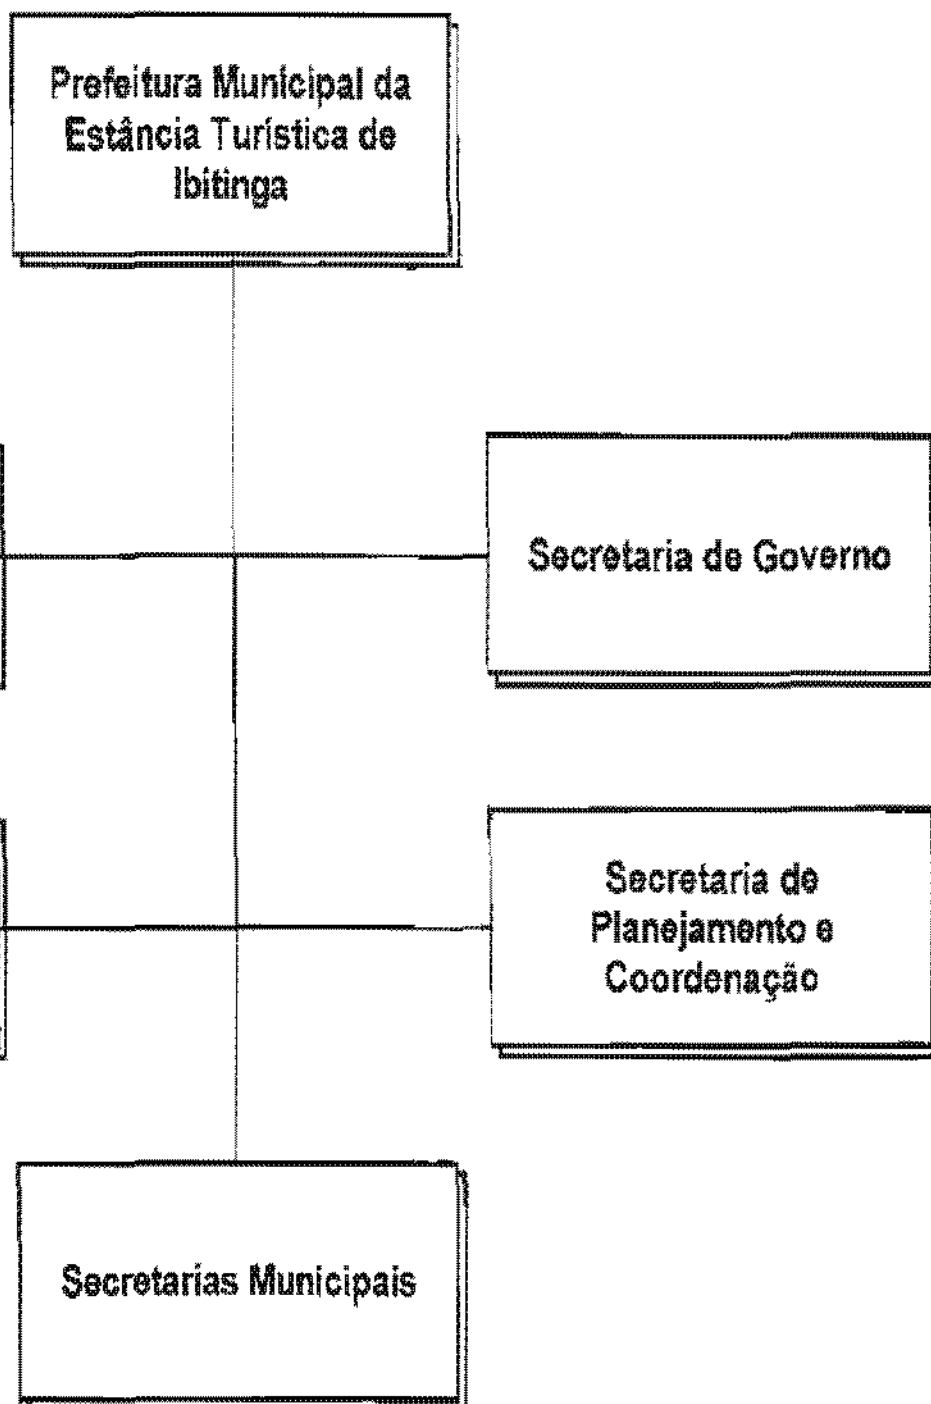 Prefeitura Municipal da
Estância Turística de
Ibitinga
Secretaria de Governo
Secretaria de
Planejamento e
Coordenação
Secretarias Municipais